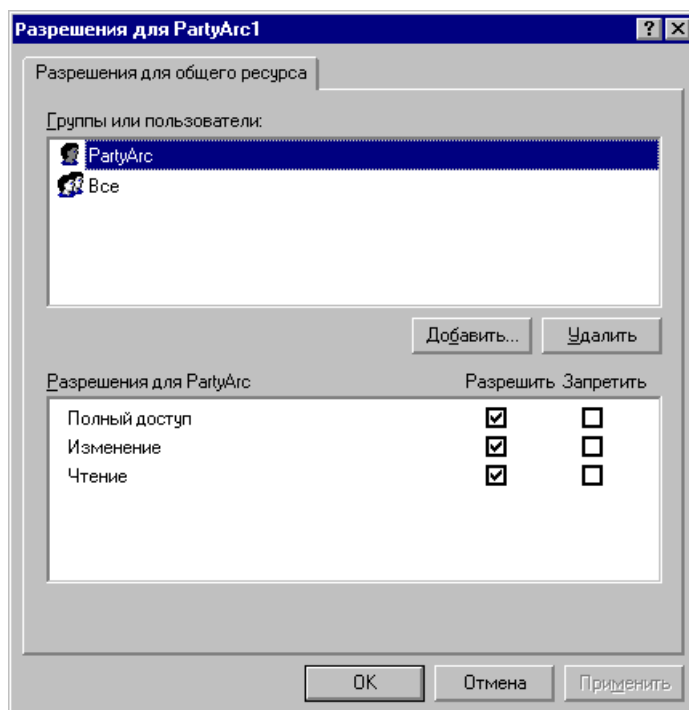 Разрешения для PartyArc1
Разрешения для общего ресурса
Группы или пользователи:
PartyArc
Все
Добавить... Удалить
Разрешения для PartyArc Разрешить Запретить
Полный доступ
Изменение
Чтение
OK Отмена Применить